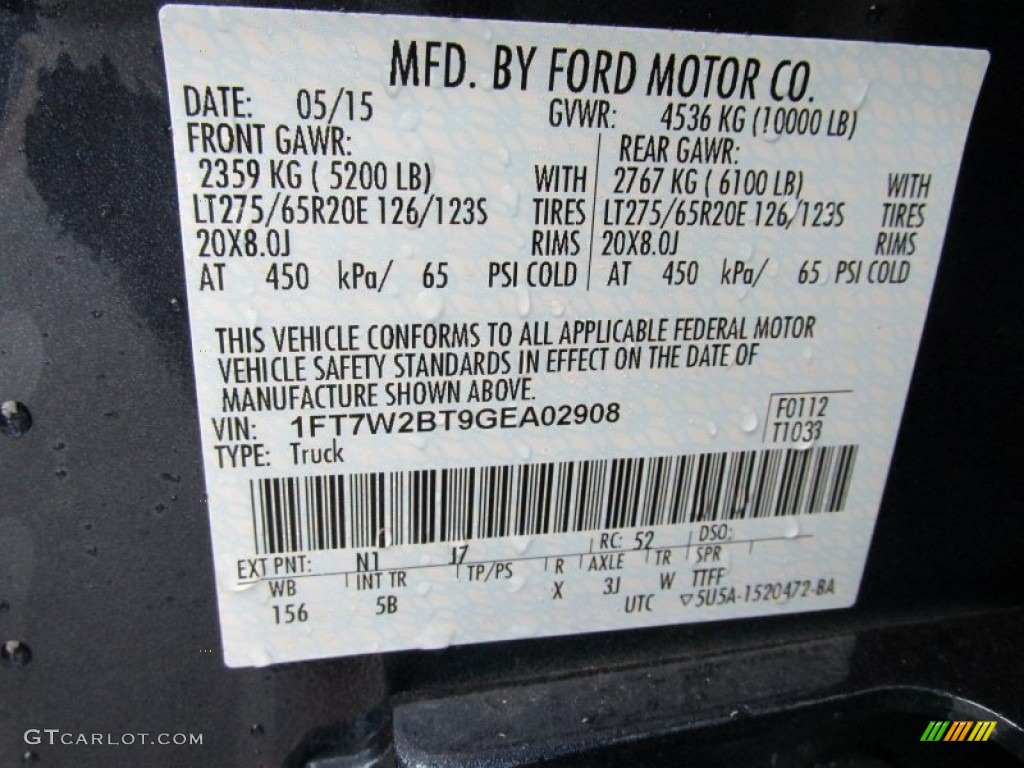 MFD. BY FORD MOTOR CO.
DATE: 05/15 GVWR: 4536 KG (10000 LB)
FRONT GAWR: REAR GAWR:
2359 KG ( 5200 LB) WITH 2767 KG ( 6100 LB) WITH
LT275/65R20E 126/123S TIRES LT275/65R20E 126/123S TIRES
20X8.0J RIMS 20X8.0J RIMS
AT 450 kPa/ 65 PSI COLD AT 450 kPa/ 65 PSI COLD
THIS VEHICLE CONFORMS TO ALL APPLICABLE FEDERAL MOTOR
VEHICLE SAFETY STANDARDS IN EFFECT ON THE DATE OF
MANUFACTURE SHOWN ABOVE.
VIN: 1FT7W2BT9GEA02908 F0112
TYPE: Truck T1033
EXT PNT: N1 J7 RC: 52 DSO:
WB INT TR TP/PS R AXLE TR SPR
156 5B X 3J W TTFF
UTC ▽5U5A-1520472-BA
GTCARLOT.COM